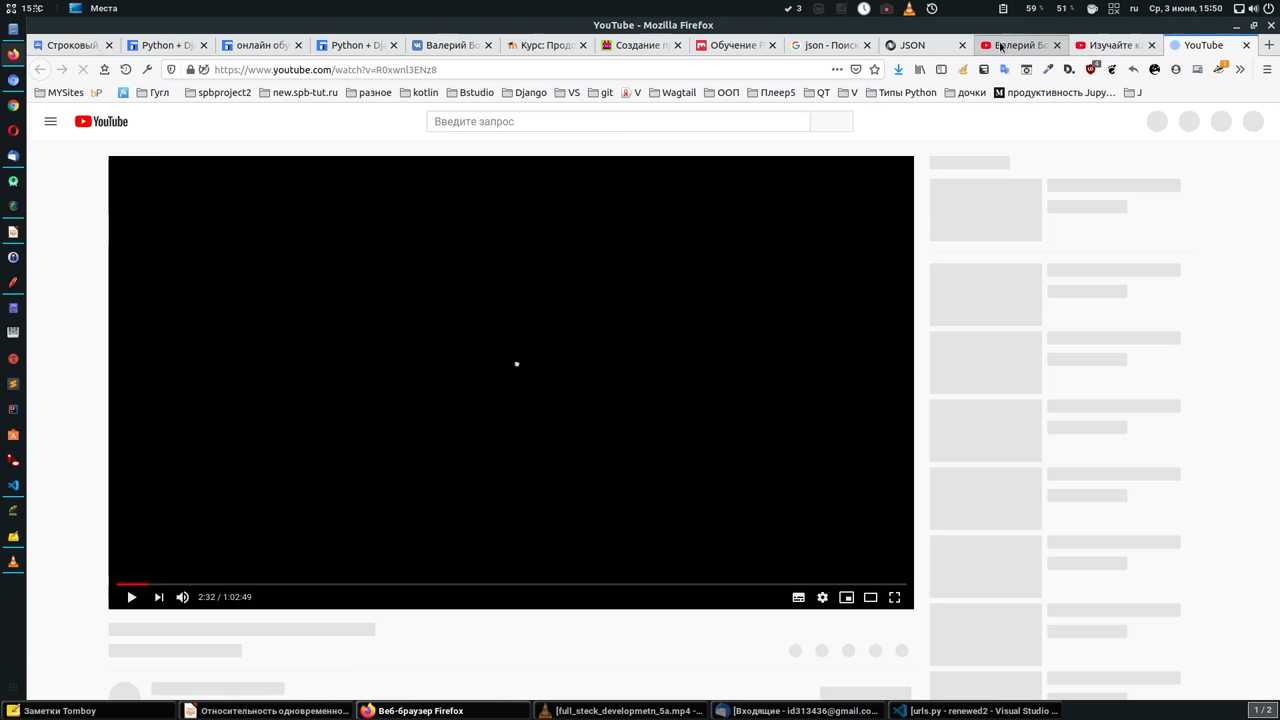 15 °C
Места
3
59 %
51 %
ru
Ср, 3 июня, 15:50
YouTube - Mozilla Firefox
Строковый
Python + Dj
онлайн обу
Python + Dj
Валерий Бо
Курс: Прод
Создание п
Обучение P
json - Поиск
JSON
Изучайте к
YouTube
https://www.youtube.com/watch?v=R0xwnl3ENz8
MYSites
bP
Гугл
spbproject2
new.spb-tut.ru
разное
kotlin
Bstudio
Django
VS
git
V
Wagtail
ООП
Плеер5
QT
V
Типы Python
дочки
продуктивность Jupy…
J
YouTube
Введите запрос
2:32 / 1:02:49
Заметки Tomboy
Относительность одновременно…
Веб-браузер Firefox
[full_steck_developmetn_5a.mp4 -…
[Входящие - id313436@gmail.co…
[urls.py - renewed2 - Visual Studio …
1 / 2